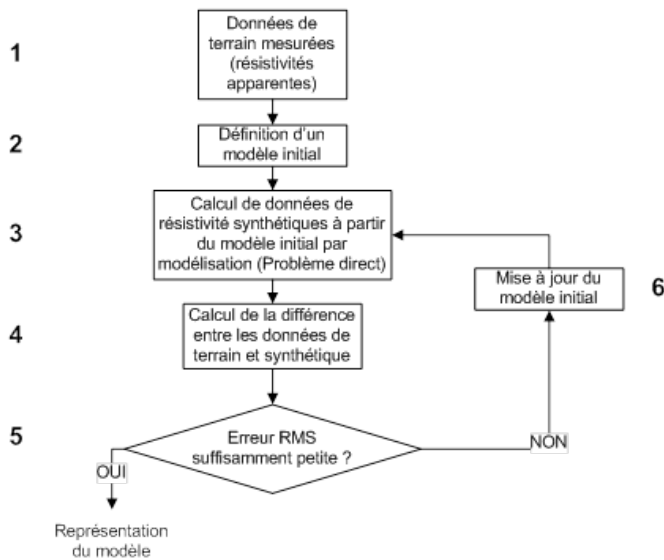 1
Données de
terrain mesurées
(résistivités
apparentes)
2
Définition d'un
modèle initial
3
Calcul de données de
résistivité synthétiques à partir
du modèle initial par
modélisation (Problème direct)
Mise à jour du
modèle initial
6
4
Calcul de la différence
entre les données de
terrain et synthétique
5
Erreur RMS
suffisamment petite ?
NON
OUI
Représentation
du modèle